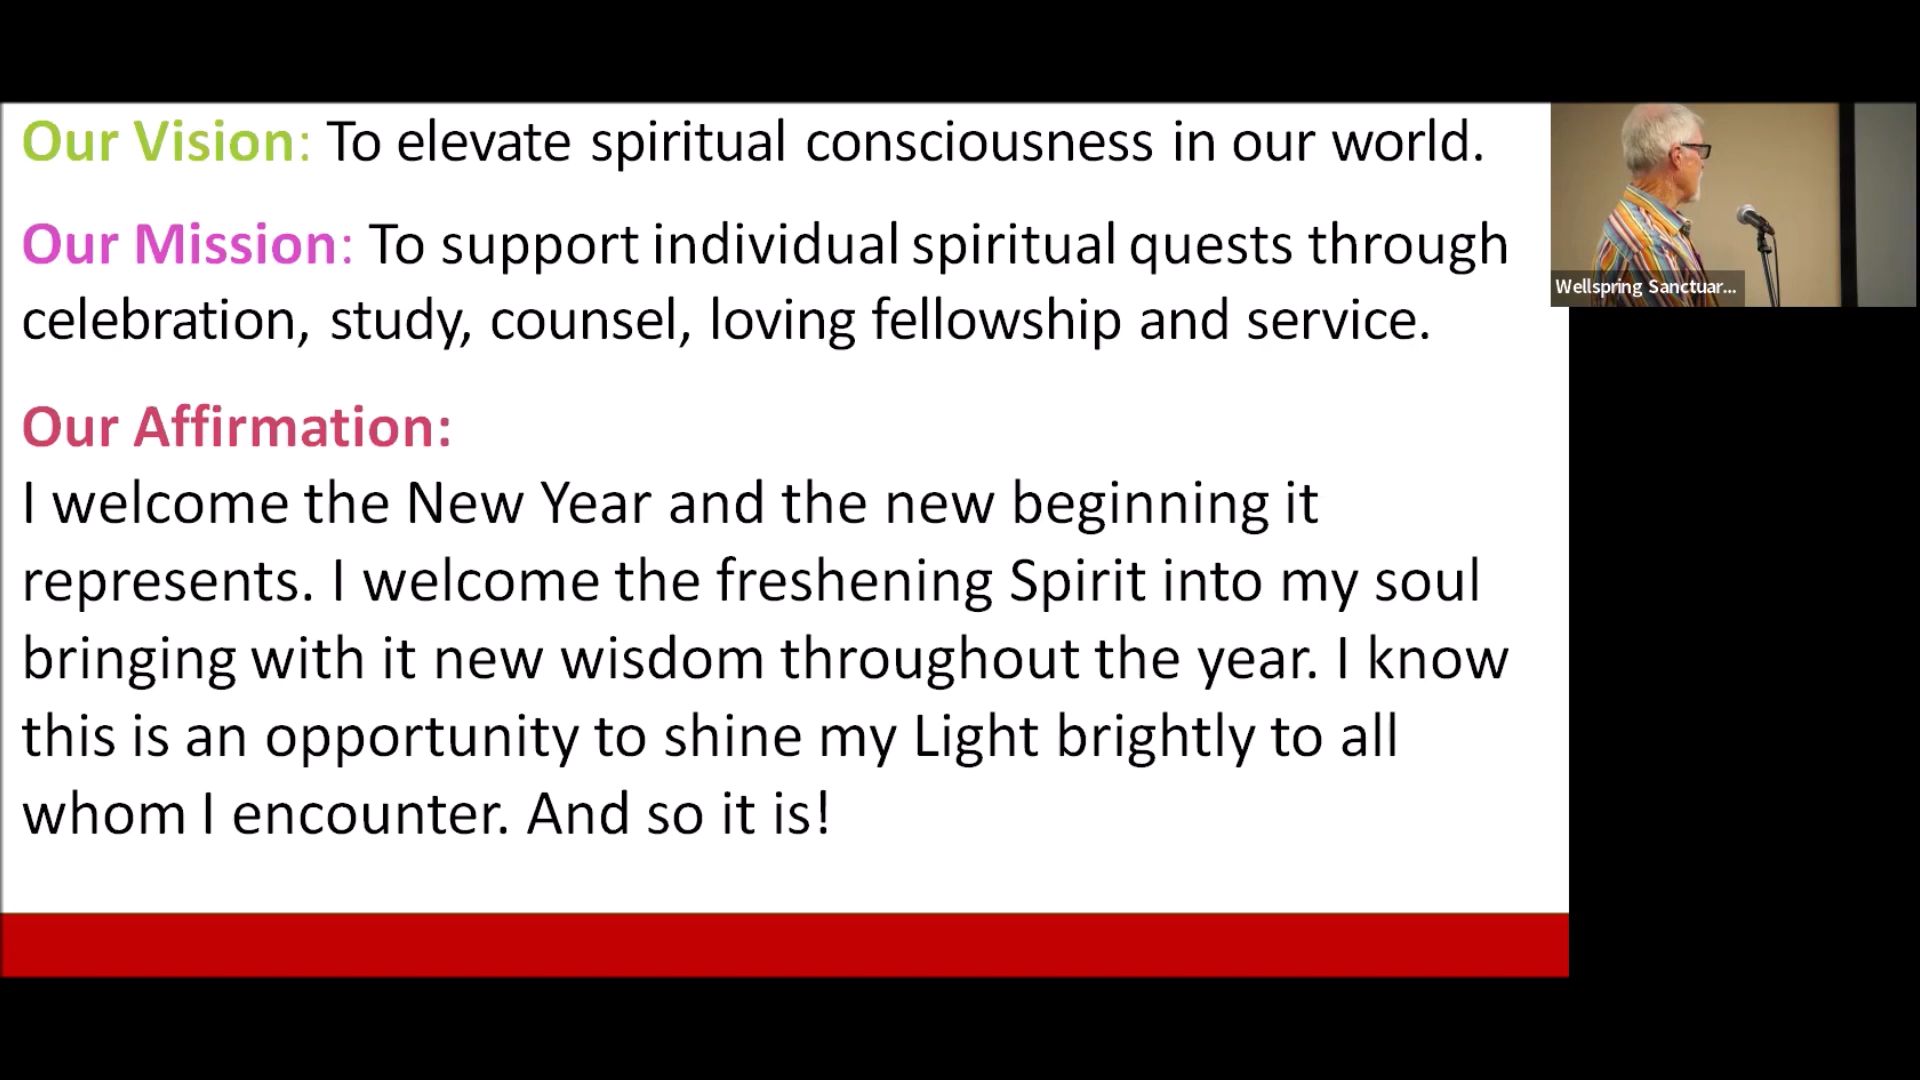 Our Vision: To elevate spiritual consciousness in our world.
Our Mission: To support individual spiritual quests through
celebration, study, counsel, loving fellowship and service.
Our Affirmation:
I welcome the New Year and the new beginning it
represents. I welcome the freshening Spirit into my soul
bringing with it new wisdom throughout the year. I know
this is an opportunity to shine my Light brightly to all
whom I encounter. And so it is!
Wellspring Sanctuar...